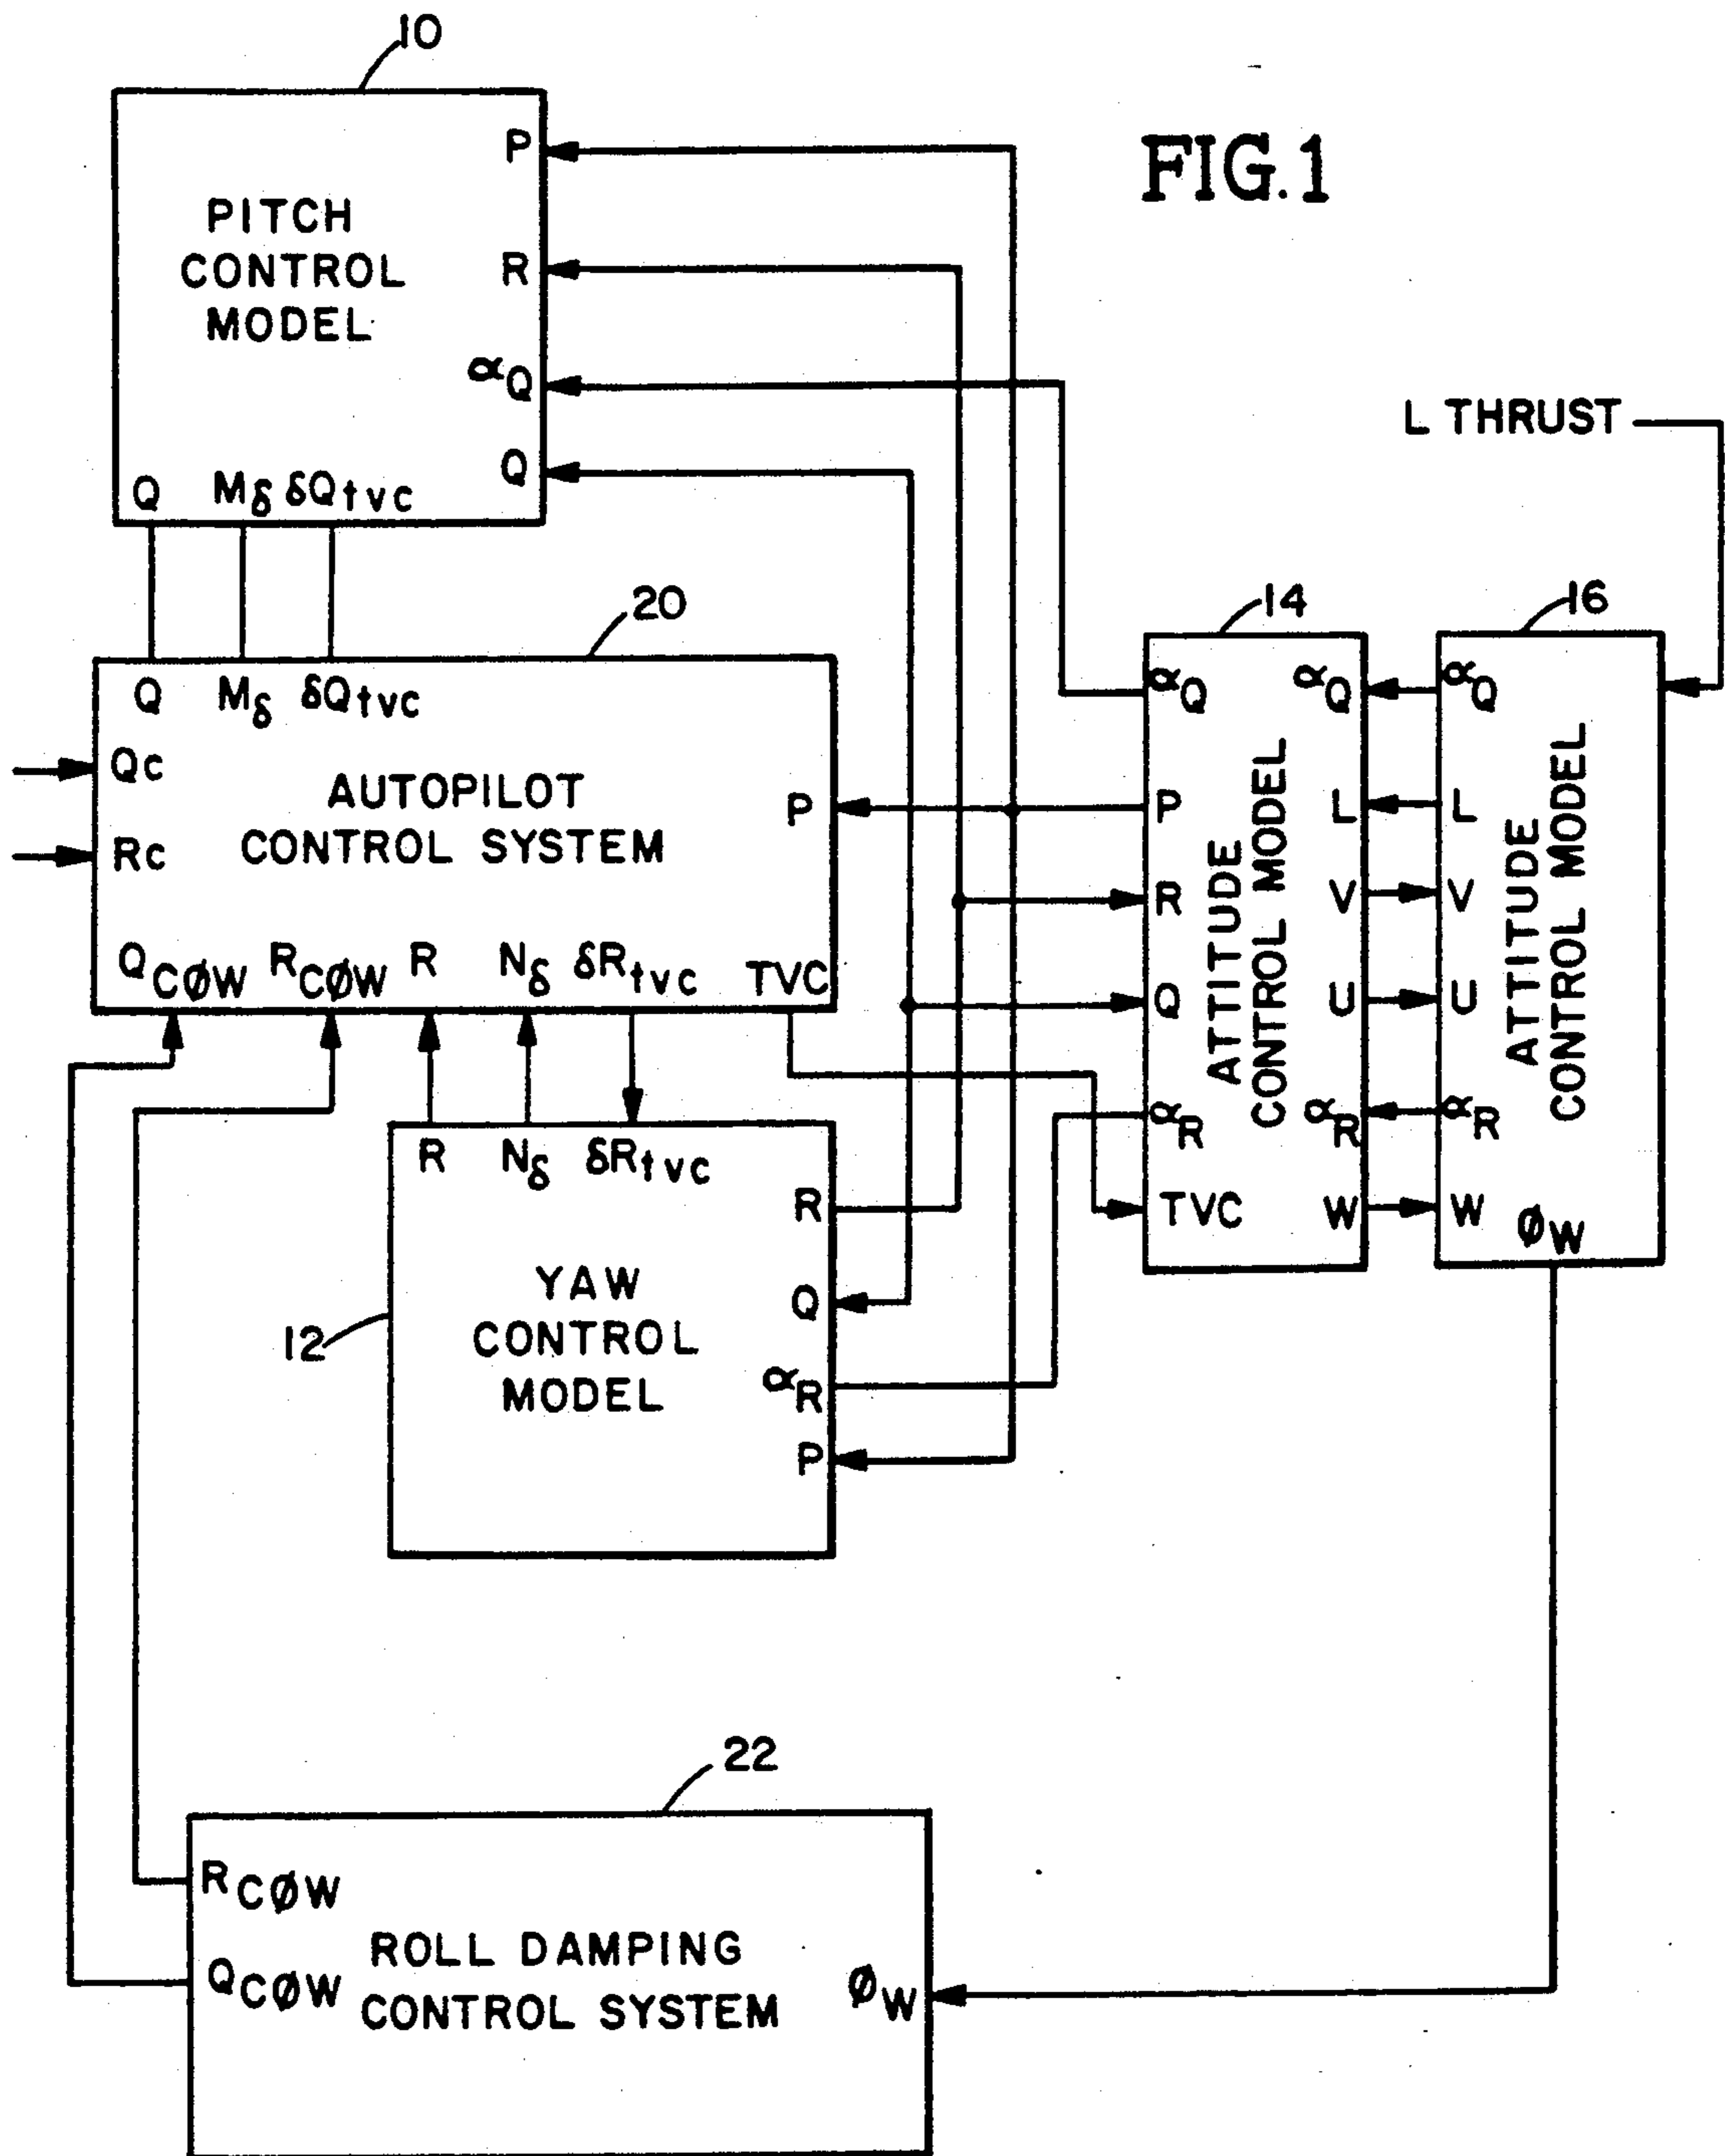 FIG. 1
10
PITCH
CONTROL
MODEL
P
R
αQ
Q
Q Mδ δQtvc
L THRUST
20
Q Mδ δQtvc
Qc
Rc
AUTOPILOT
CONTROL SYSTEM
P
QCØW RCØW R Nδ δRtvc TVC
14
αQ
P
R
Q
αR
TVC
ATTITUDE
CONTROL MODEL
αQ
L
V
U
αR
W
16
αQ
L
V
U
αR
W
ATTITUDE
CONTROL MODEL
ØW
12
R Nδ δRtvc
YAW
CONTROL
MODEL
R
Q
αR
P
22
RCØW
QCØW
ROLL DAMPING
CONTROL SYSTEM
ØW